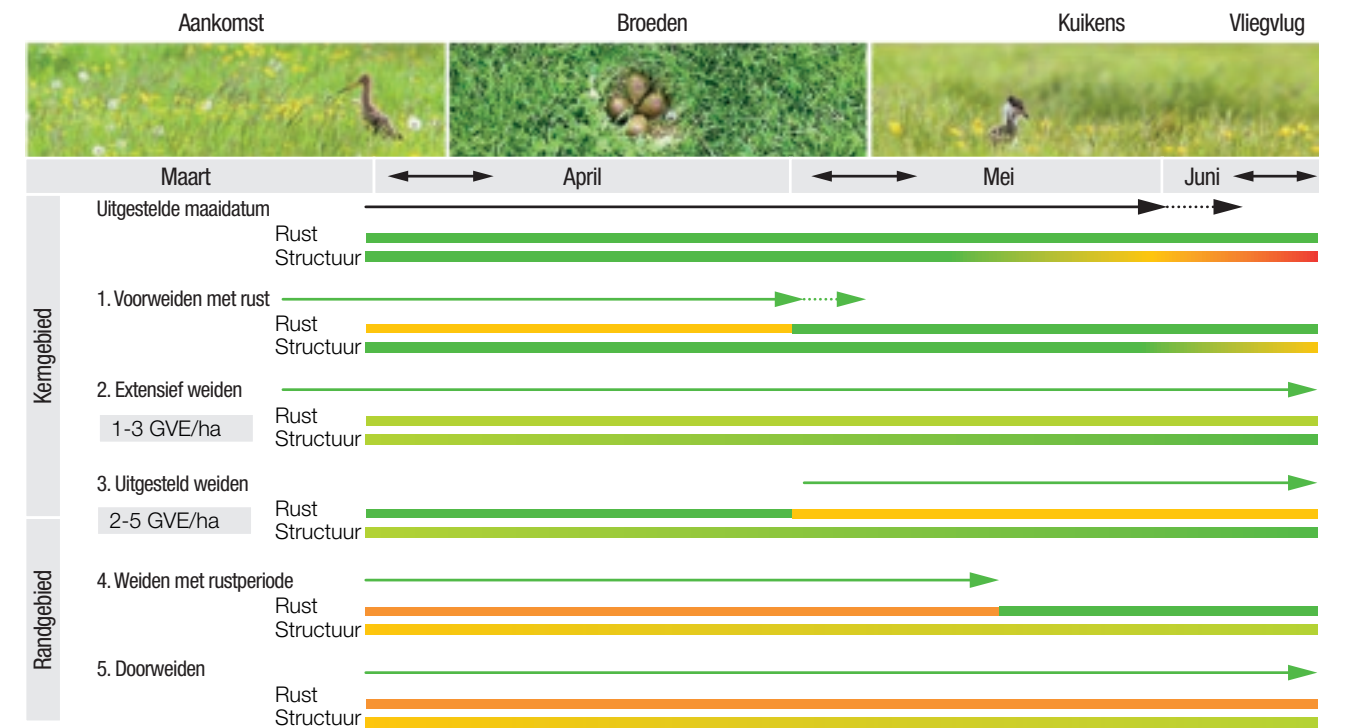 Aankomst Broeden Kuikens Vliegvlug
Maart April Mei Juni
Kerngebied
Uitgestelde maaidatum
Rust
Structuur
1. Voorweiden met rust
Rust
Structuur
2. Extensief weiden
1-3 GVE/ha
Rust
Structuur
3. Uitgesteld weiden
2-5 GVE/ha
Rust
Structuur
Randgebied
4. Weiden met rustperiode
Rust
Structuur
5. Doorweiden
Rust
Structuur